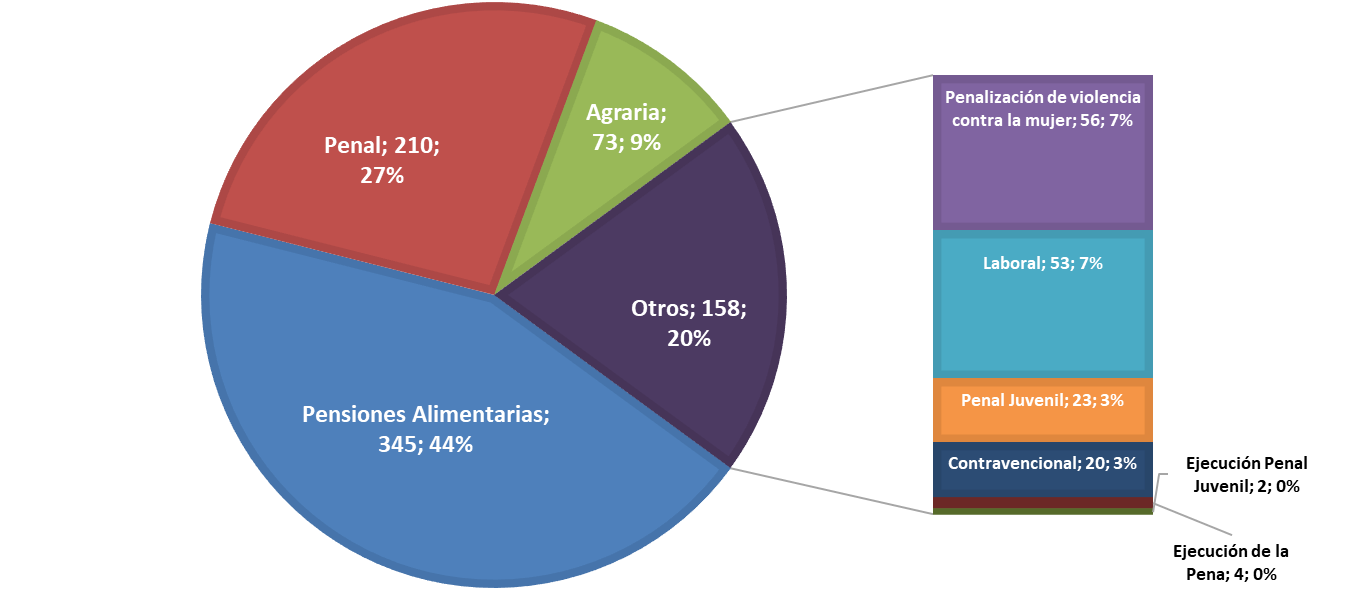 Penal; 210;
27%
Agraria;
73; 9%
Otros; 158;
20%
Pensiones Alimentarias;
345; 44%
Penalización de violencia
contra la mujer; 56; 7%
Laboral; 53; 7%
Penal Juvenil; 23; 3%
Contravencional; 20; 3%
Ejecución Penal
Juvenil; 2; 0%
Ejecución de la
Pena; 4; 0%